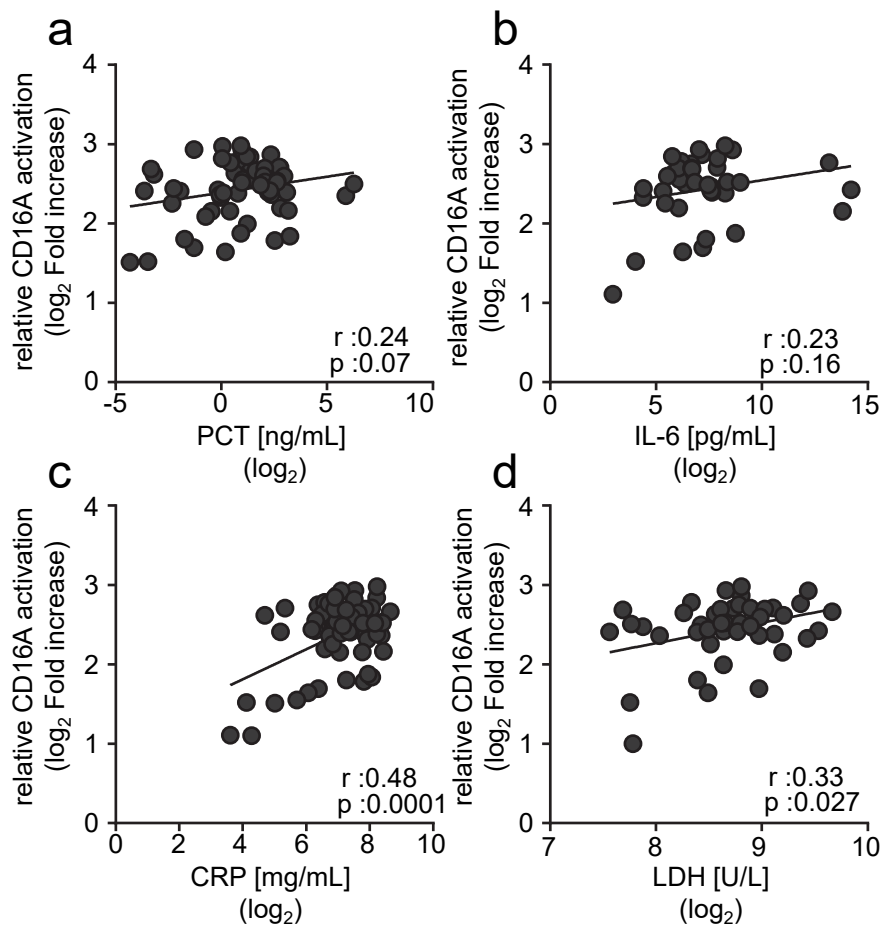 a
relative CD16A activation
(log₂ Fold increase)
4
3
2
1
0
-5
0
5
10
r :0.24
p :0.07
PCT [ng/mL]
(log₂)
b
relative CD16A activation
(log₂ Fold increase)
4
3
2
1
0
0
5
10
15
r :0.23
p :0.16
IL-6 [pg/mL]
(log₂)
c
relative CD16A activation
(log₂ Fold increase)
4
3
2
1
0
0
2
4
6
8
10
r :0.48
p :0.0001
CRP [mg/mL]
(log₂)
d
relative CD16A activation
(log₂ Fold increase)
4
3
2
1
0
7
8
9
10
r :0.33
p :0.027
LDH [U/L]
(log₂)